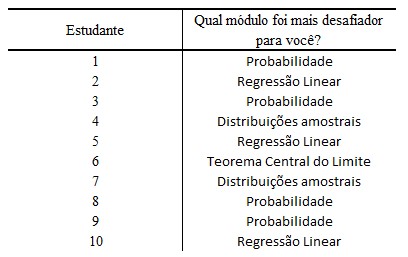 Estudante Qual módulo foi mais desafiador
para você?
1 Probabilidade
2 Regressão Linear
3 Probabilidade
4 Distribuições amostrais
5 Regressão Linear
6 Teorema Central do Limite
7 Distribuições amostrais
8 Probabilidade
9 Probabilidade
10 Regressão Linear